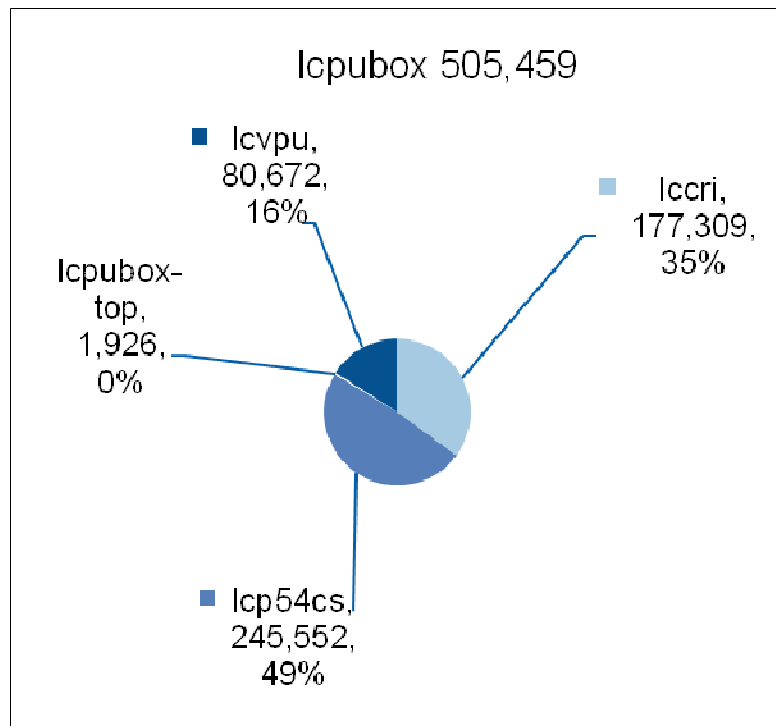 lcpubox 505,459
lcvpu,
80,672,
16%
lccri,
177,309,
35%
lcpubox-
top,
1,926,
0%
lcp54cs,
245,552,
49%